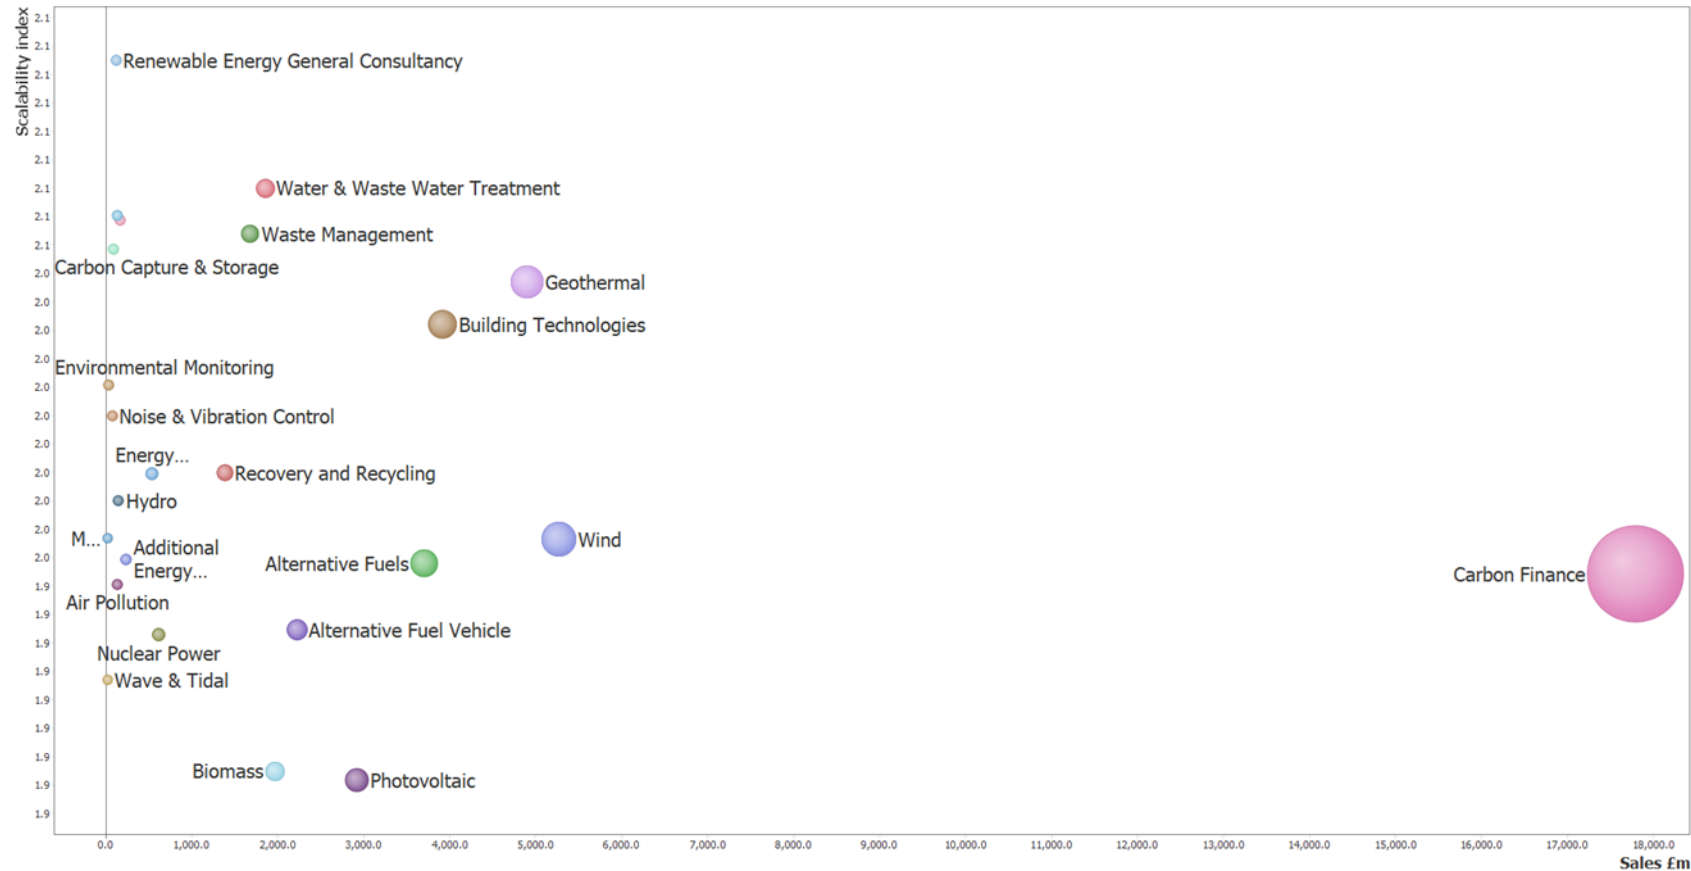 Scalability index
2.1
2.1
Renewable Energy General Consultancy
2.1
2.1
2.1
2.1
2.1
Water & Waste Water Treatment
2.1
Waste Management
2.1
Carbon Capture & Storage
2.0
Geothermal
2.0
Building Technologies
2.0
2.0
Environmental Monitoring
2.0
2.0
Noise & Vibration Control
2.0
Energy...
2.0
Recovery and Recycling
2.0
Hydro
2.0
M...
Wind
Additional
Energy...
2.0
Alternative Fuels
Carbon Finance
1.9
Air Pollution
1.9
Alternative Fuel Vehicle
1.9
Nuclear Power
1.9
Wave & Tidal
1.9
1.9
1.9
Biomass
Photovoltaic
1.9
1.9
0.0 1,000.0 2,000.0 3,000.0 4,000.0 5,000.0 6,000.0 7,000.0 8,000.0 9,000.0 10,000.0 11,000.0 12,000.0 13,000.0 14,000.0 15,000.0 16,000.0 17,000.0 18,000.0
Sales £m